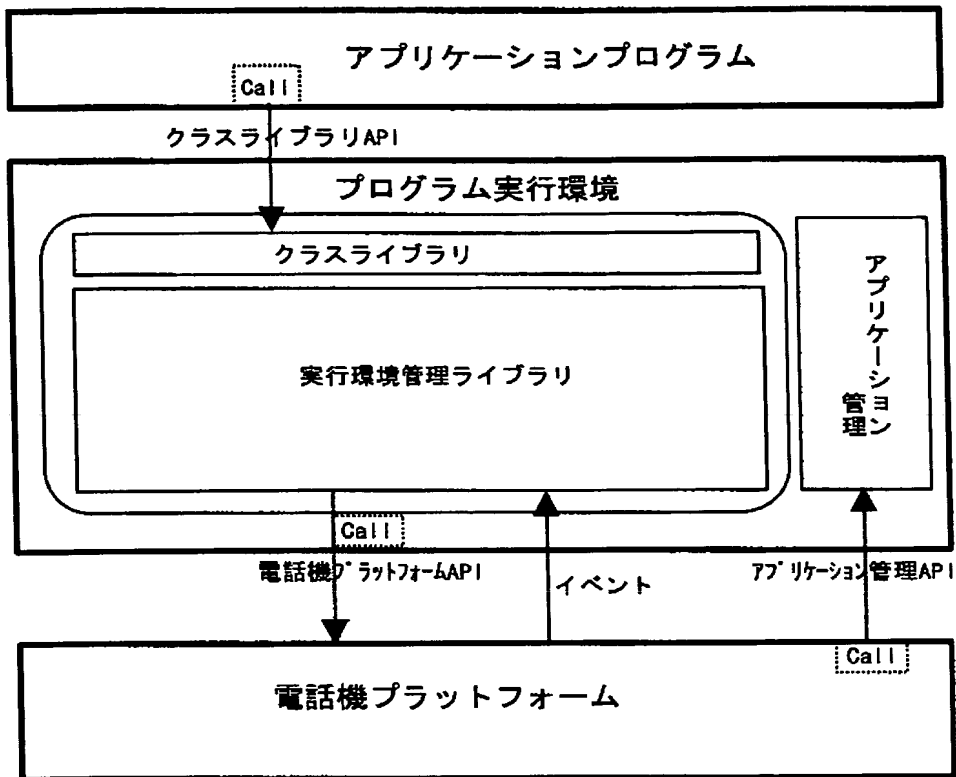 アプリケーションプログラム
Call
クラスライブラリAPI
プログラム実行環境
クラスライブラリ
実行環境管理ライブラリ
アプリケーション
管理
Call
電話機プラットフォームAPI
イベント
アプリケーション管理API
Call
電話機プラットフォーム